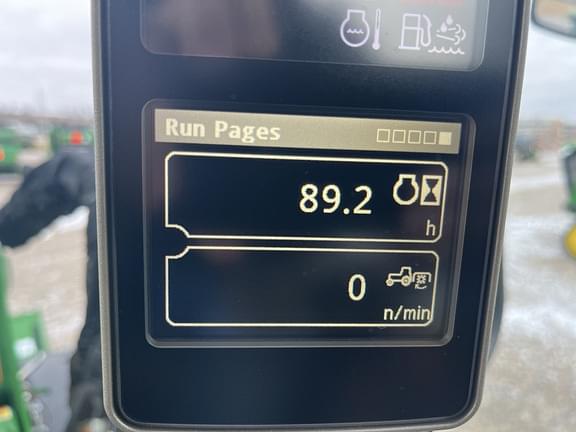 Run Pages
89.2
h
0
n/min